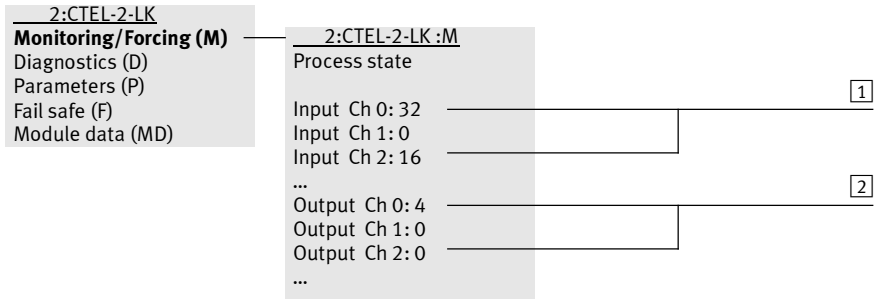 2:CTEL-2-LK
Monitoring/Forcing (M)
Diagnostics (D)
Parameters (P)
Fail safe (F)
Module data (MD)
2:CTEL-2-LK :M
Process state
Input Ch 0: 32
Input Ch 1: 0
Input Ch 2: 16
...
Output Ch 0: 4
Output Ch 1: 0
Output Ch 2: 0
...
1
2